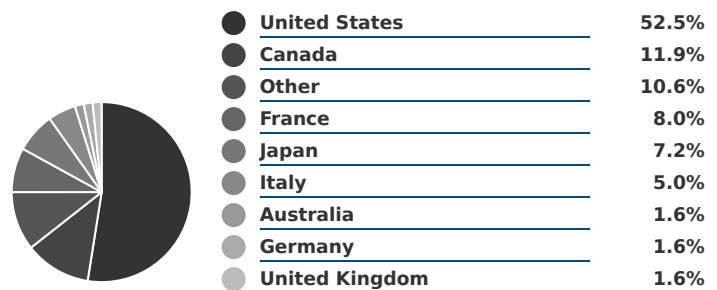 United States 52.5%
Canada 11.9%
Other 10.6%
France 8.0%
Japan 7.2%
Italy 5.0%
Australia 1.6%
Germany 1.6%
United Kingdom 1.6%